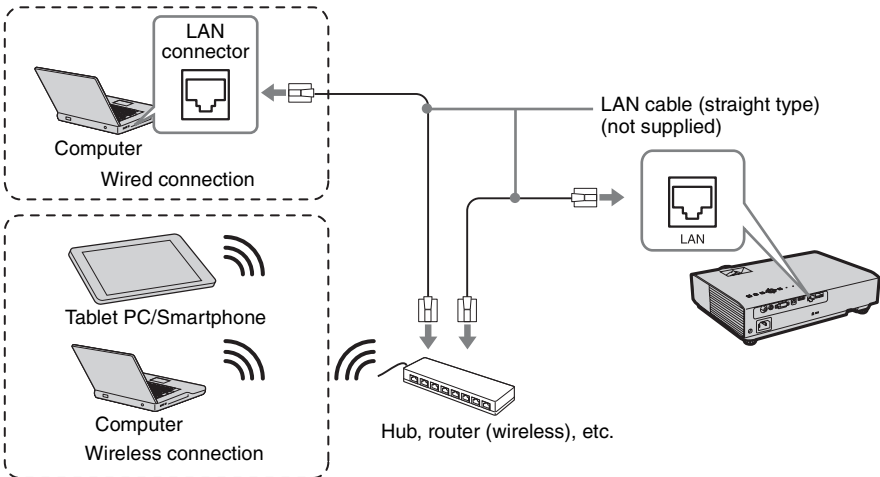 LAN
connector
Computer
Wired connection
LAN cable (straight type)
(not supplied)
LAN
Tablet PC/Smartphone
Computer
Wireless connection
Hub, router (wireless), etc.